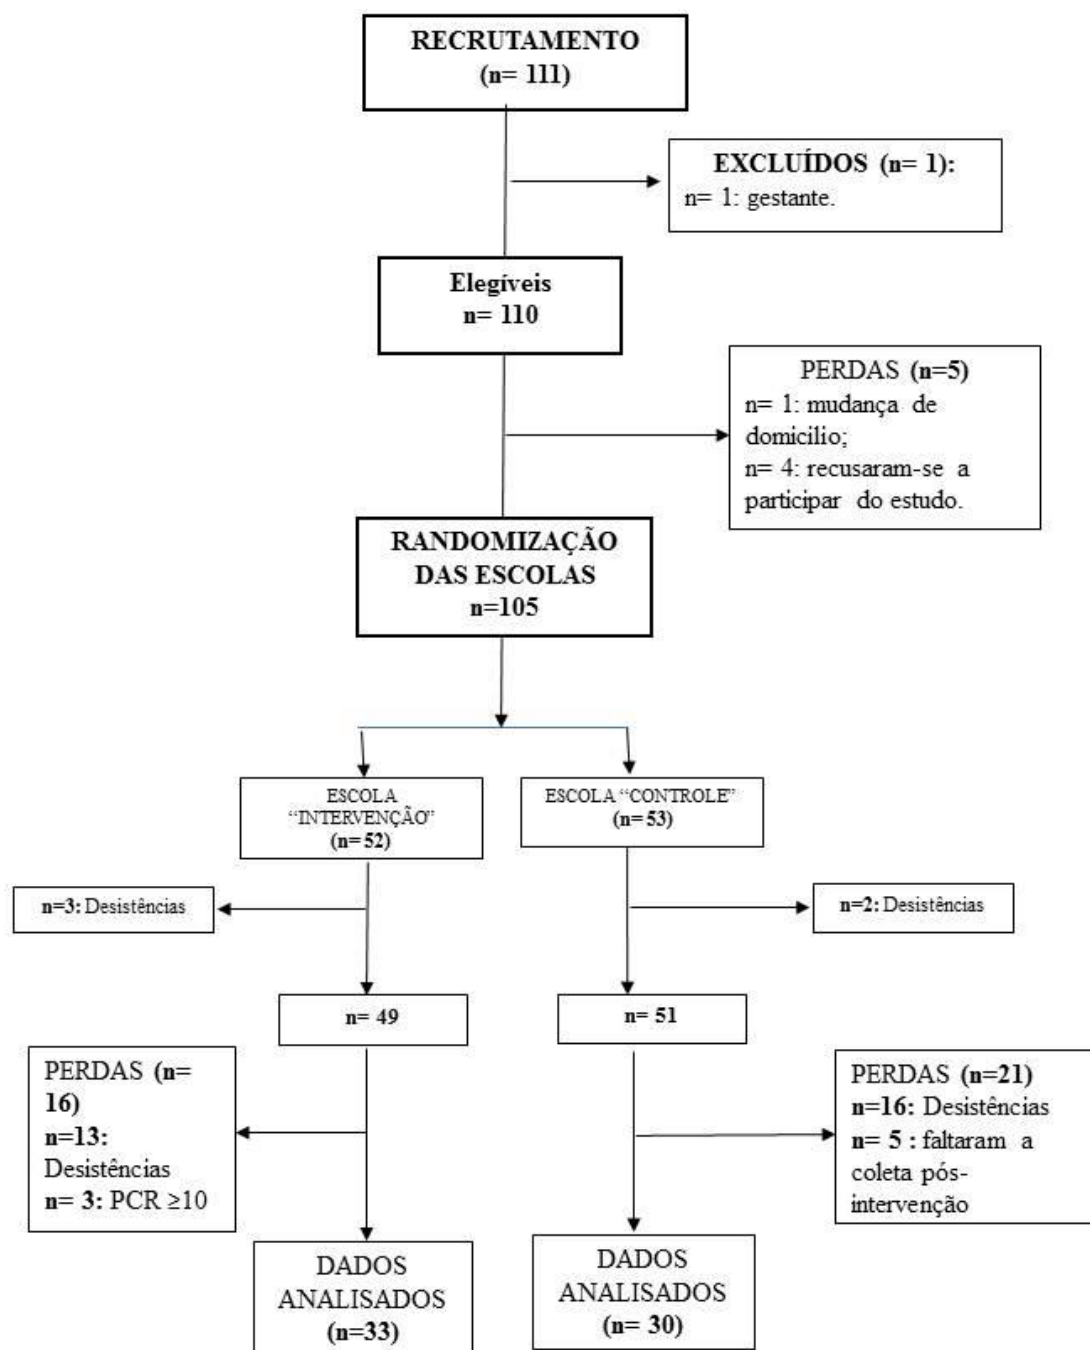 RECRUTAMENTO
(n= 111)
EXCLUÍDOS (n= 1):
n= 1: gestante.
Elegíveis
n= 110
PERDAS (n=5)
n= 1: mudança de
domicilio;
n= 4: recusaram-se a
participar do estudo.
RANDOMIZAÇÃO
DAS ESCOLAS
n=105
ESCOLA
“INTERVENÇÃO”
(n= 52)
ESCOLA “CONTROLE”
(n= 53)
n=3: Desistências
n=2: Desistências
n= 49
n= 51
PERDAS (n=
16)
n=13:
Desistências
n= 3: PCR ≥10
PERDAS (n=21)
n=16: Desistências
n= 5 : faltaram a
coleta pós-
intervenção
DADOS
ANALISADOS
(n=33)
DADOS
ANALISADOS
(n= 30)